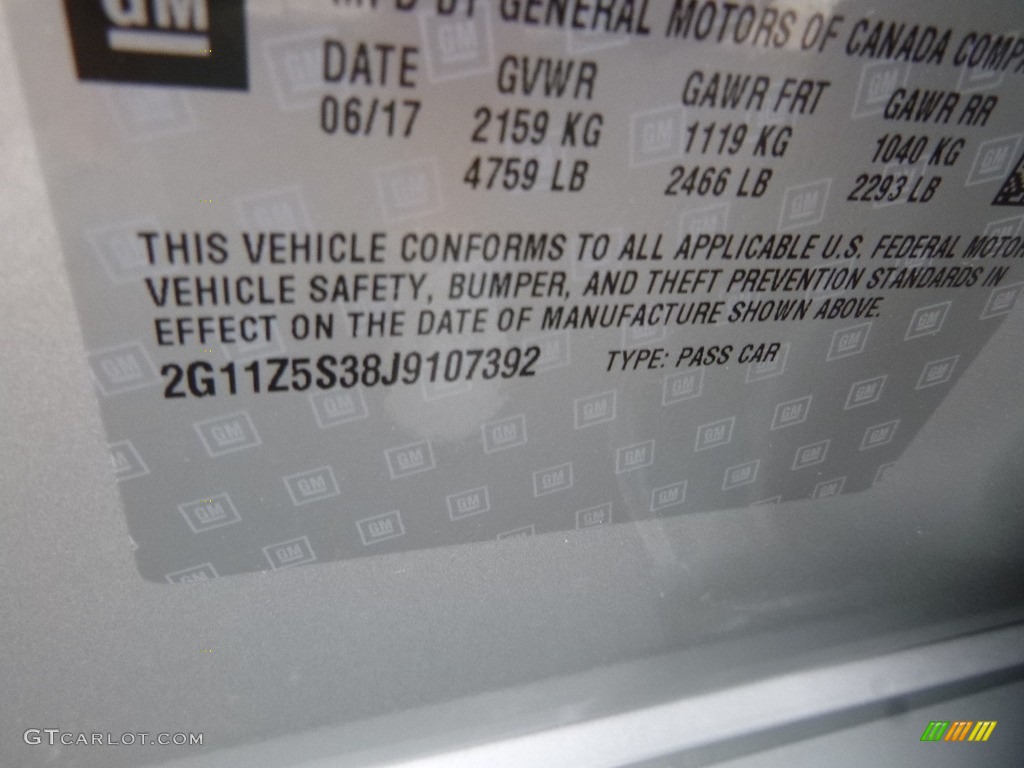 GM
MFD BY GENERAL MOTORS OF CANADA
DATE GVWR GAWR FRT GAWR RR
06/17 2159 KG 1119 KG 1040 KG
4759 LB 2466 LB 2293 LB
THIS VEHICLE CONFORMS TO ALL APPLICABLE U.S. FEDERAL MOTOR
VEHICLE SAFETY, BUMPER, AND THEFT PREVENTION STANDARDS IN
EFFECT ON THE DATE OF MANUFACTURE SHOWN ABOVE.
2G11Z5S38J9107392 TYPE: PASS CAR
GTCARLOT.COM